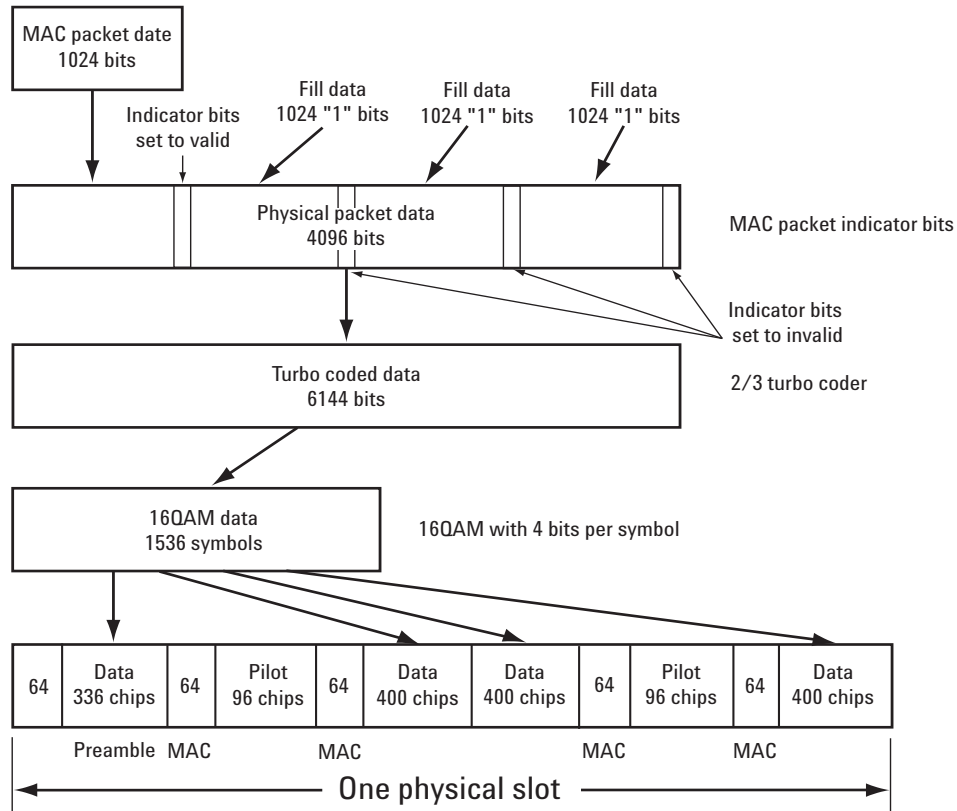 MAC packet date
1024 bits
Indicator bits
set to valid
Fill data
1024 "1" bits
Fill data
1024 "1" bits
Fill data
1024 "1" bits
Physical packet data
4096 bits
MAC packet indicator bits
Indicator bits
set to invalid
Turbo coded data
6144 bits
2/3 turbo coder
16QAM data
1536 symbols
16QAM with 4 bits per symbol
64
Data
336 chips
64
Pilot
96 chips
64
Data
400 chips
Data
400 chips
64
Pilot
96 chips
64
Data
400 chips
Preamble
MAC
MAC
MAC
MAC
One physical slot